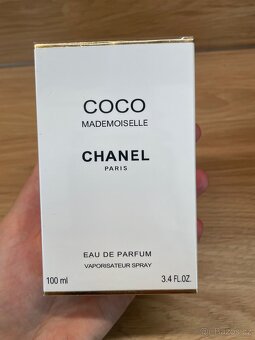 COCO
MADEMOISELLE
CHANEL
PARIS
EAU DE PARFUM
VAPORISATEUR SPRAY
100 ml 3.4 FL.OZ.